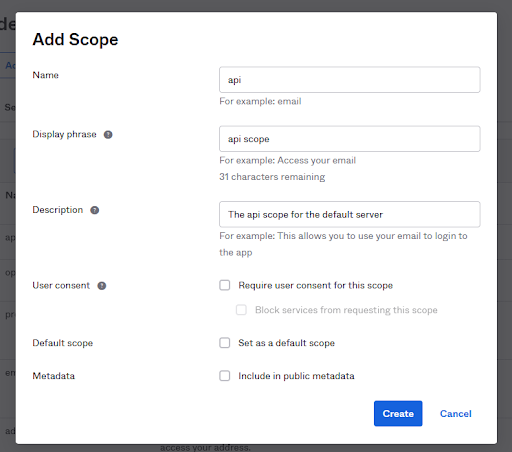 de
Add Scope
Ac
Name
api
For example: email
Se
Display phrase ?
api scope
For example: Access your email
31 characters remaining
Na
Description ?
The api scope for the default server
For example: This allows you to use your email to login to
the app
ap
op
User consent ?
Require user consent for this scope
Block services from requesting this scope
pr
Default scope
Set as a default scope
Metadata
Include in public metadata
em
Create
Cancel
ad
access your address.